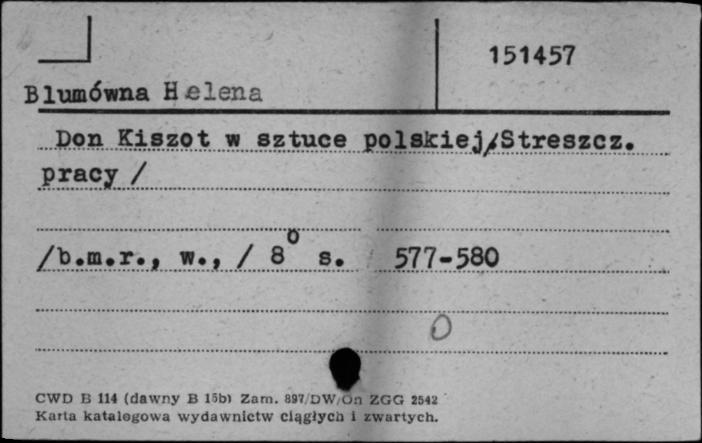 151457
Blumówna Helena
Don Kiszot w sztuce polskiej/Streszcz.
pracy /
/b.m.r., w., / 8° s. 577-580
0
CWD B 114 (dawny B 15b) Zam. 897/DW/On ZGG 2542
Karta katalogowa wydawnictw ciągłych i zwartych.